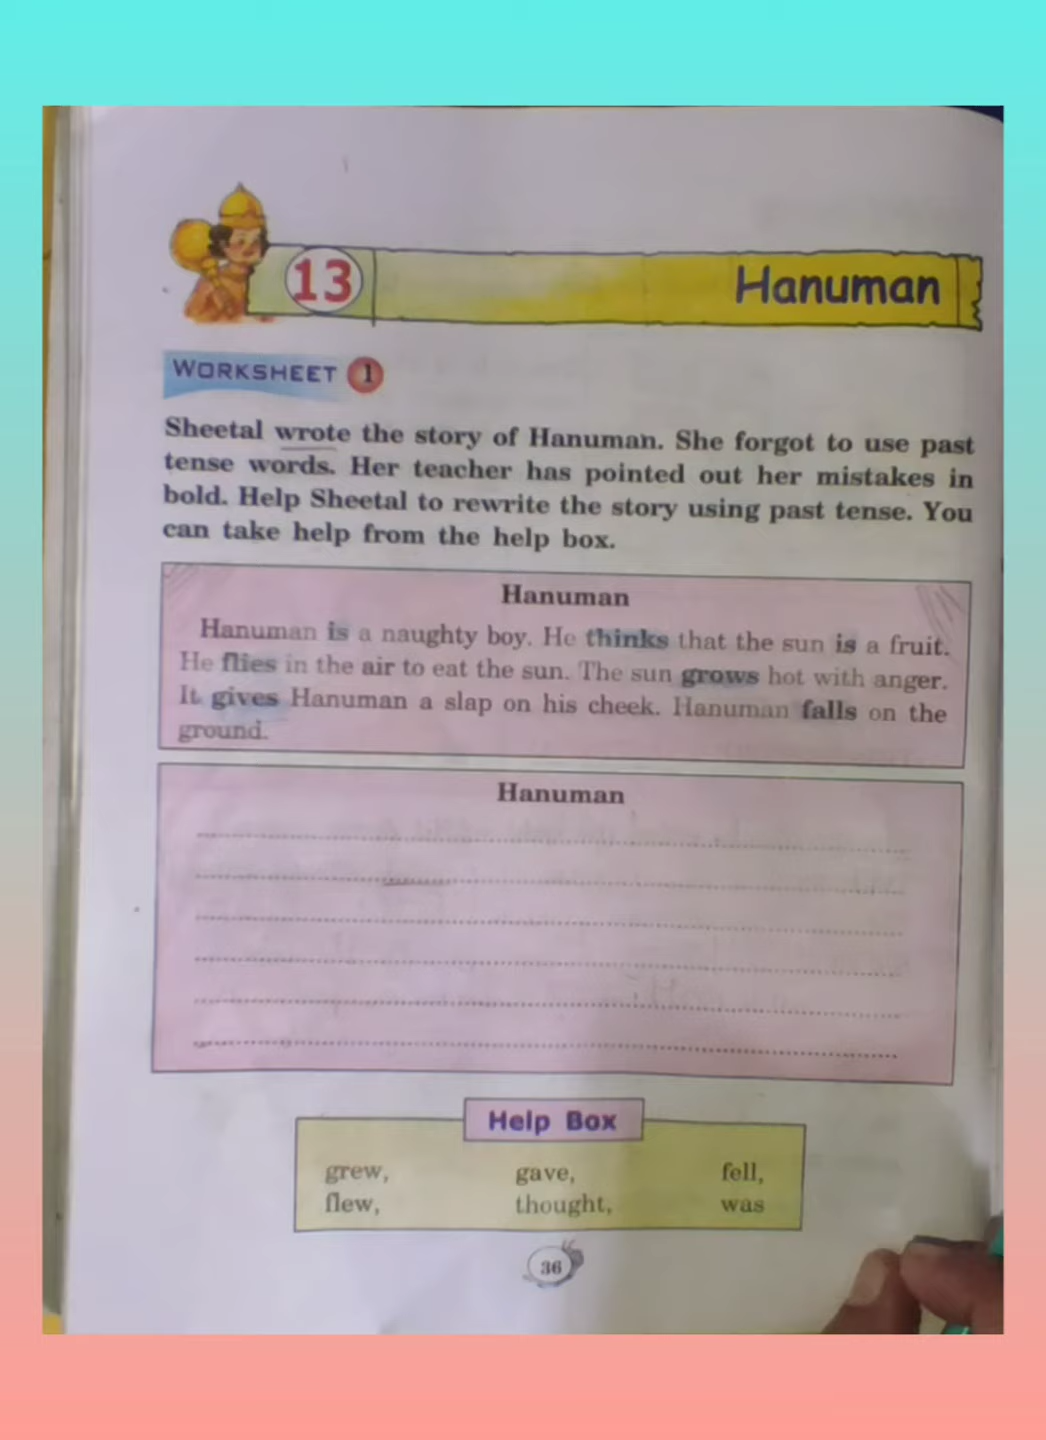 13
Hanuman
WORKSHEET 1
Sheetal wrote the story of Hanuman. She forgot to use past
tense words. Her teacher has pointed out her mistakes in
bold. Help Sheetal to rewrite the story using past tense. You
can take help from the help box.
Hanuman
Hanuman is a naughty boy. He thinks that the sun is a fruit.
He flies in the air to eat the sun. The sun grows hot with anger.
It gives Hanuman a slap on his cheek. Hanuman falls on the
ground.
Hanuman
Help Box
grew, gave, fell,
flew, thought, was
36